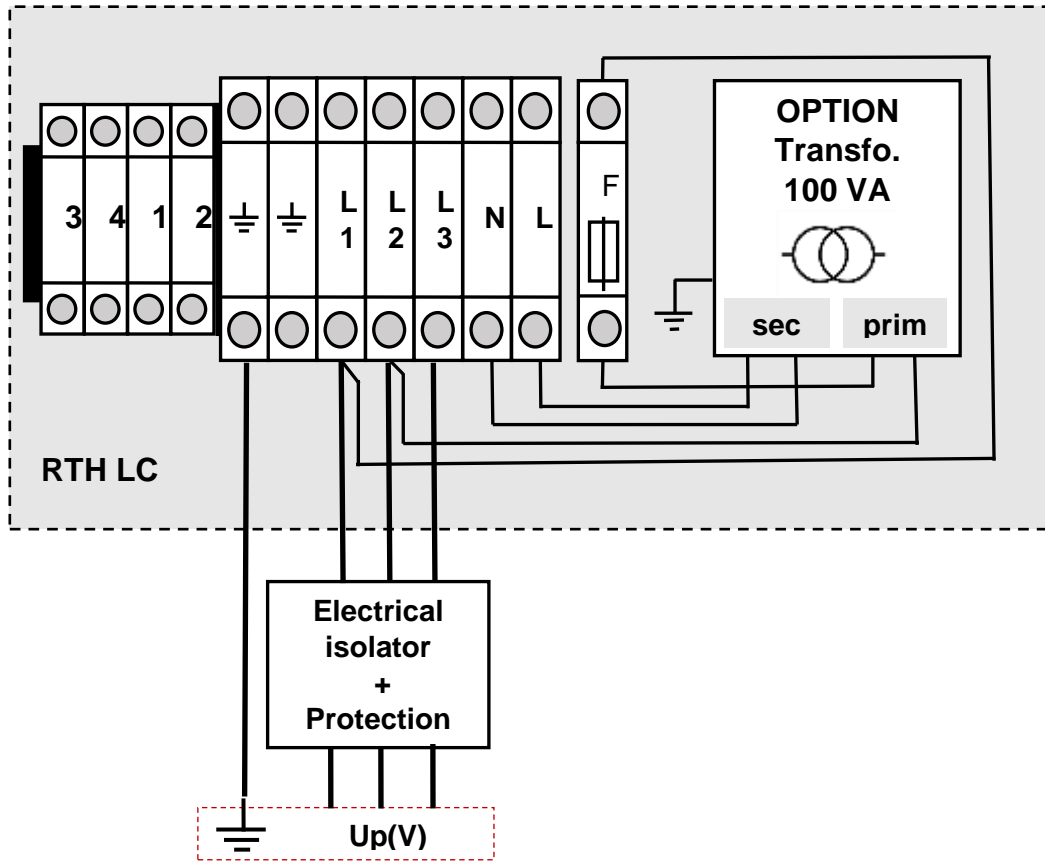 OPTION
Transfo.
100 VA
F
3 4 1 2 L L L N L
1 2 3
sec prim
RTH LC
Electrical
isolator
+
Protection
Up(V)